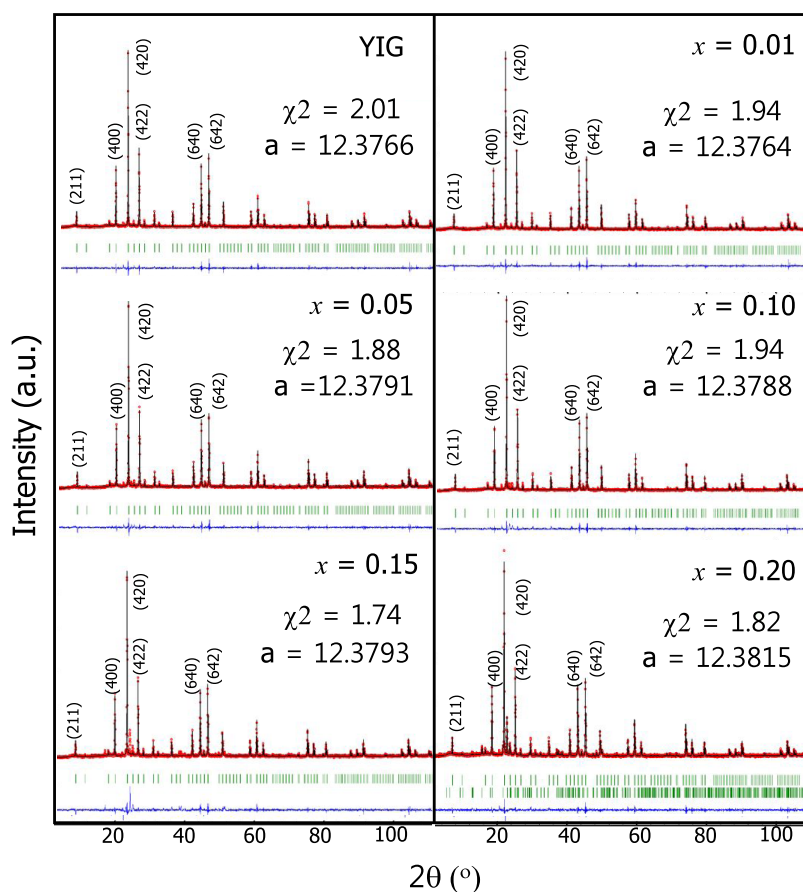 Intensity (a.u.)
YIG
χ2 = 2.01
a = 12.3766
(211)
(400)
(420)
(422)
(640)
(642)
x = 0.01
χ2 = 1.94
a = 12.3764
(211)
(400)
(420)
(422)
(640)
(642)
x = 0.05
χ2 = 1.88
a =12.3791
(211)
(400)
(420)
(422)
(640)
(642)
x = 0.10
χ2 = 1.94
a = 12.3788
(211)
(400)
(420)
(422)
(640)
(642)
x = 0.15
χ2 = 1.74
a = 12.3793
(211)
(400)
(420)
(422)
(640)
(642)
x = 0.20
χ2 = 1.82
a = 12.3815
(211)
(400)
(420)
(422)
(640)
(642)
20 40 60 80 100
20 40 60 80 100
2θ (º)